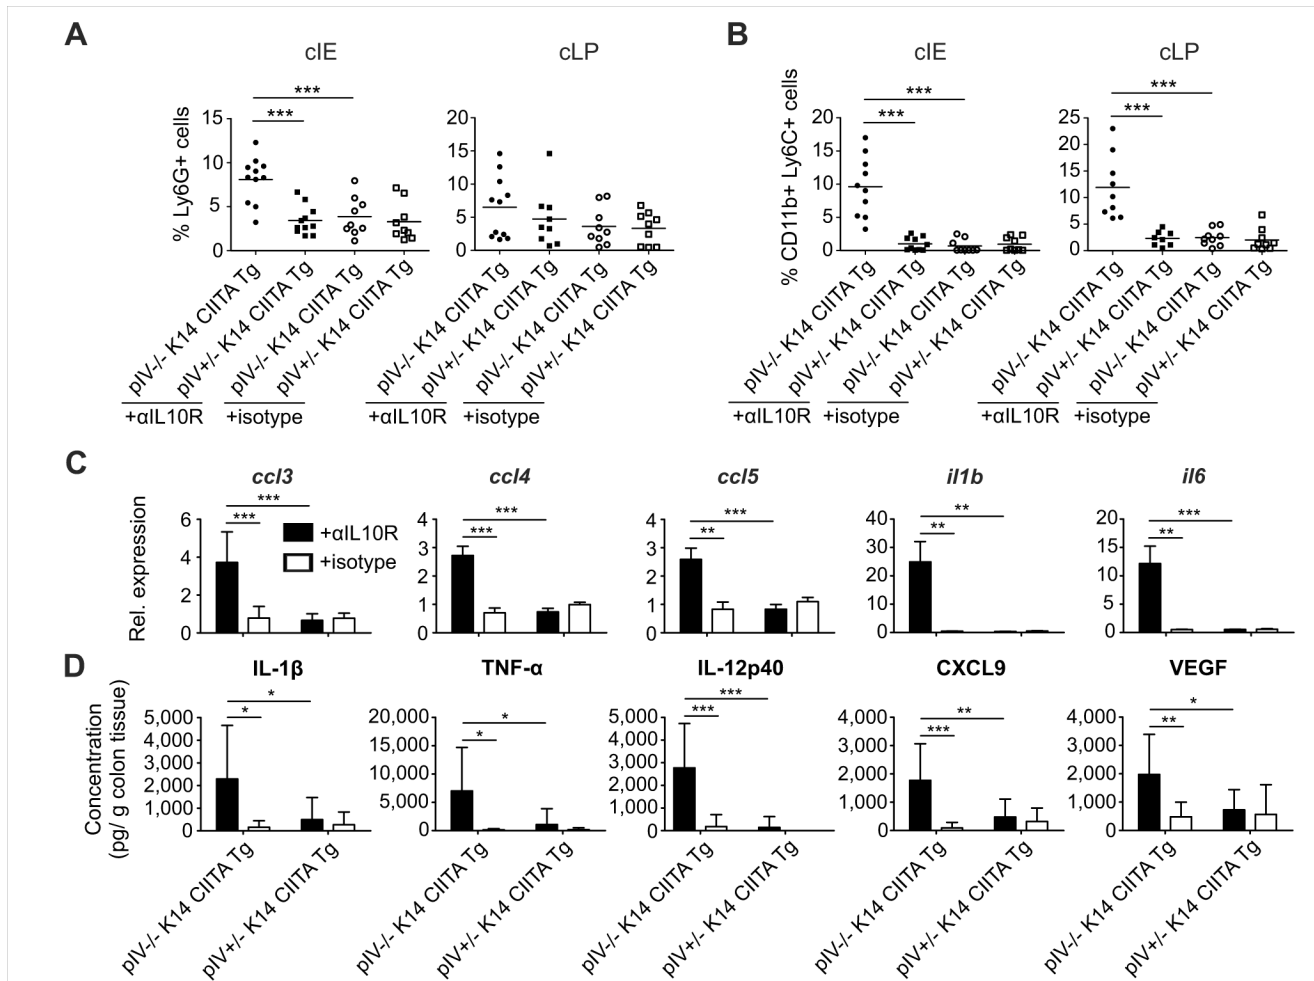 A
B
cIE
cLP
cIE
cLP
% Ly6G+ cells
15
10
5
0
***
***
20
15
10
5
0
% CD11b+ Ly6C+ cells
20
15
10
5
0
***
***
25
20
15
10
5
0
***
***
pIV-/- K14 CIITA Tg
pIV+/- K14 CIITA Tg
pIV-/- K14 CIITA Tg
pIV+/- K14 CIITA Tg
pIV-/- K14 CIITA Tg
pIV+/- K14 CIITA Tg
pIV-/- K14 CIITA Tg
pIV+/- K14 CIITA Tg
pIV-/- K14 CIITA Tg
pIV+/- K14 CIITA Tg
pIV-/- K14 CIITA Tg
pIV+/- K14 CIITA Tg
pIV-/- K14 CIITA Tg
pIV+/- K14 CIITA Tg
pIV-/- K14 CIITA Tg
pIV+/- K14 CIITA Tg
+αIL10R
+isotype
+αIL10R
+isotype
+αIL10R
+isotype
+αIL10R
+isotype
C
ccl3
ccl4
ccl5
il1b
il6
Rel. expression
6
4
2
0
***
***
+αIL10R
+isotype
4
3
2
1
0
***
***
4
3
2
1
0
***
**
40
30
20
10
0
**
**
20
15
10
5
0
***
**
D
IL-1β
TNF-α
IL-12p40
CXCL9
VEGF
Concentration
(pg/ g colon tissue)
5,000
4,000
3,000
2,000
1,000
0
*
*
20,000
15,000
10,000
5,000
0
*
*
5,000
4,000
3,000
2,000
1,000
0
***
***
4,000
3,000
2,000
1,000
0
**
***
4,000
3,000
2,000
1,000
0
*
**
pIV-/- K14 CIITA Tg
pIV+/- K14 CIITA Tg
pIV-/- K14 CIITA Tg
pIV+/- K14 CIITA Tg
pIV-/- K14 CIITA Tg
pIV+/- K14 CIITA Tg
pIV-/- K14 CIITA Tg
pIV+/- K14 CIITA Tg
pIV-/- K14 CIITA Tg
pIV+/- K14 CIITA Tg